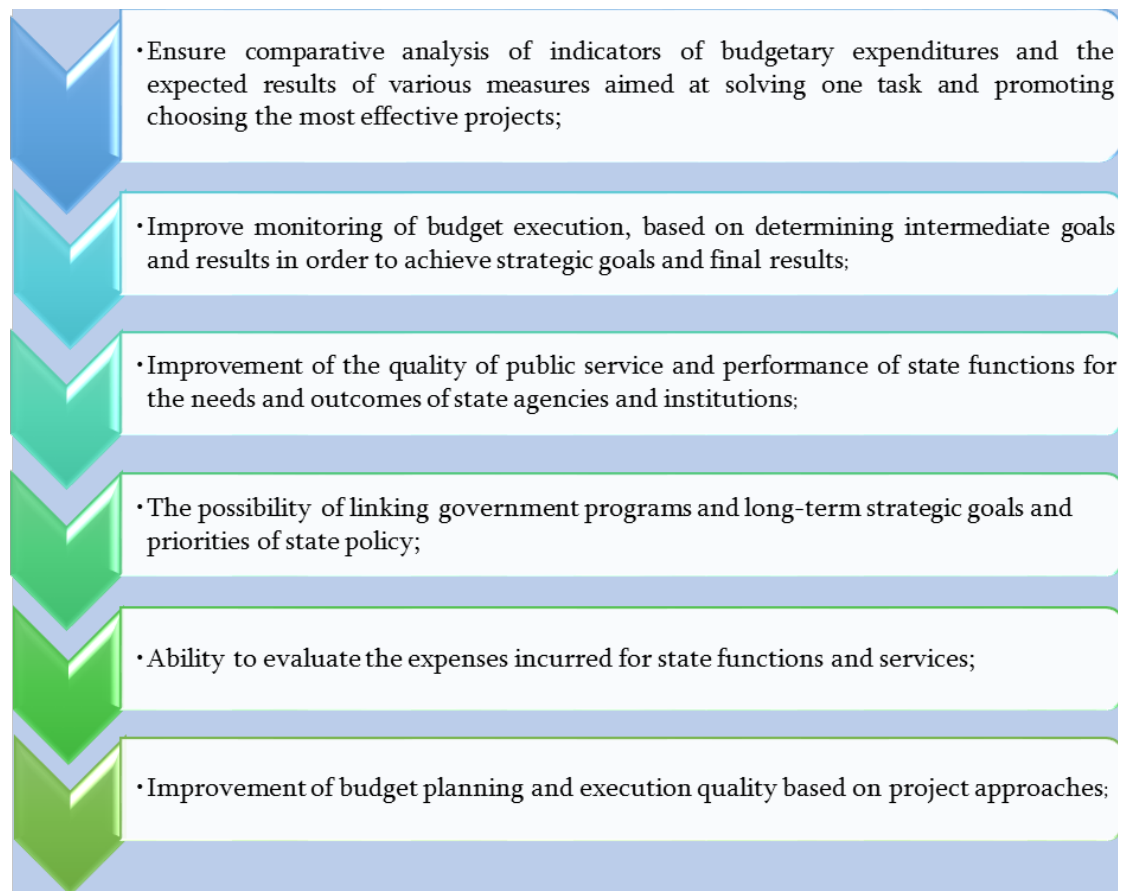 ·Ensure comparative analysis of indicators of budgetary expenditures and the
expected results of various measures aimed at solving one task and promoting
choosing the most effective projects;
·Improve monitoring of budget execution, based on determining intermediate goals
and results in order to achieve strategic goals and final results;
·Improvement of the quality of public service and performance of state functions for
the needs and outcomes of state agencies and institutions;
·The possibility of linking government programs and long-term strategic goals and
priorities of state policy;
·Ability to evaluate the expenses incurred for state functions and services;
·Improvement of budget planning and execution quality based on project approaches;